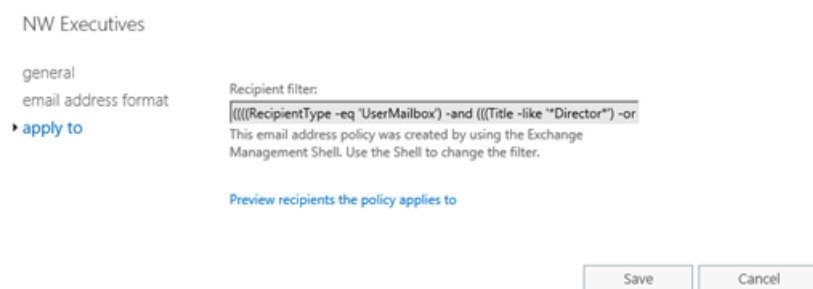 NW Executives
general
email address format
apply to
Recipient filter:
((((RecipientType -eq 'UserMailbox') -and (((Title -like '*Director*') -or
This email address policy was created by using the Exchange
Management Shell. Use the Shell to change the filter.
Preview recipients the policy applies to
Save Cancel